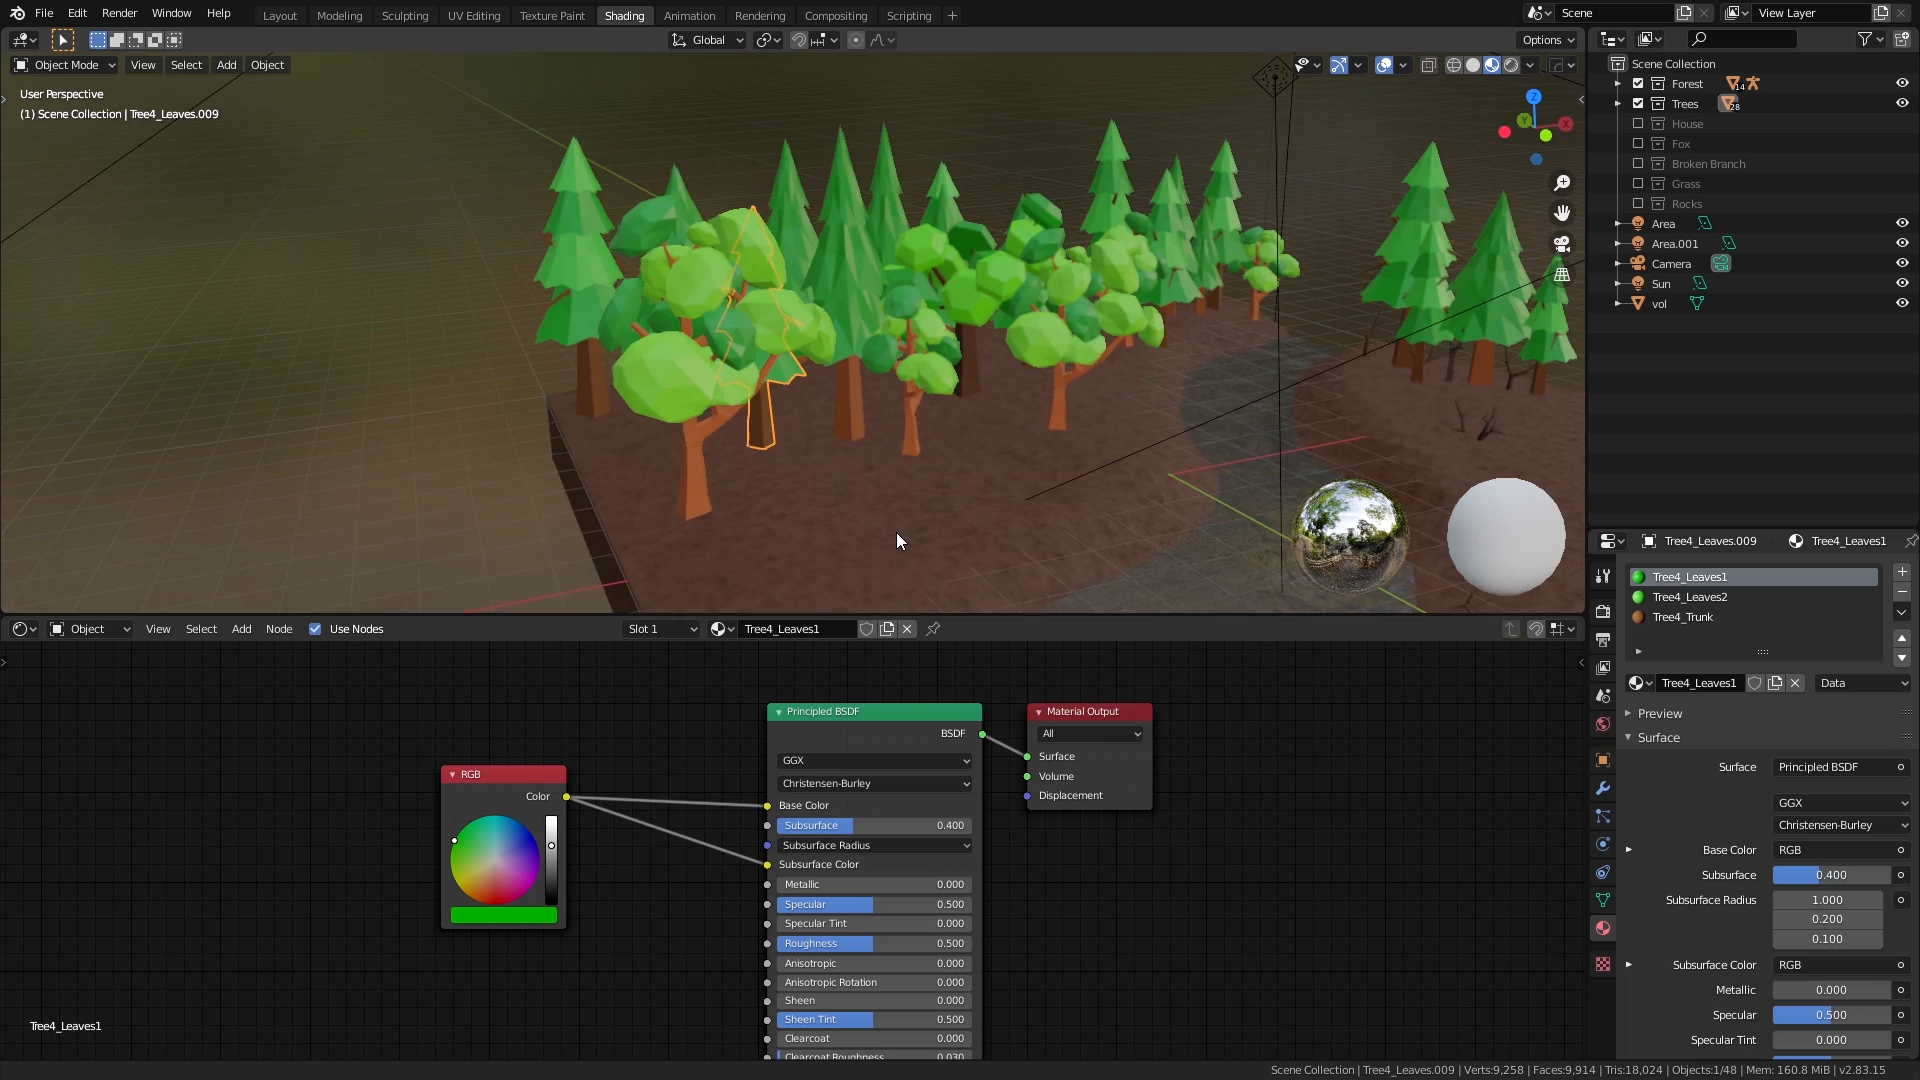 File Edit Render Window Help Layout Modeling Sculpting UV Editing Texture Paint Shading Animation Rendering Compositing Scripting + Scene View Layer
Global Options
Object Mode View Select Add Object
User Perspective
(1) Scene Collection | Tree4_Leaves.009
Z
Y
X
Scene Collection
Forest 14
Trees 28
House
Fox
Broken Branch
Grass
Rocks
Area
Area.001
Camera
Sun
vol
Object View Select Add Node Use Nodes Slot 1 Tree4_Leaves1
RGB
Color
Principled BSDF
BSDF
GGX
Christensen-Burley
Base Color
Subsurface 0.400
Subsurface Radius
Subsurface Color
Metallic 0.000
Specular 0.500
Specular Tint 0.000
Roughness 0.500
Anisotropic 0.000
Anisotropic Rotation 0.000
Sheen 0.000
Sheen Tint 0.500
Clearcoat 0.000
Clearcoat Roughness 0.030
Material Output
All
Surface
Volume
Displacement
Tree4_Leaves1
Tree4_Leaves.009 Tree4_Leaves1
Tree4_Leaves1
Tree4_Leaves2
Tree4_Trunk
Tree4_Leaves1 Data
Preview
Surface
Surface Principled BSDF
GGX
Christensen-Burley
Base Color RGB
Subsurface 0.400
Subsurface Radius 1.000
0.200
0.100
Subsurface Color RGB
Metallic 0.000
Specular 0.500
Specular Tint 0.000
Scene Collection | Tree4_Leaves.009 | Verts:9,258 | Faces:9,914 | Tris:18,024 | Objects:1/48 | Mem: 160.8 MiB | v2.83.15